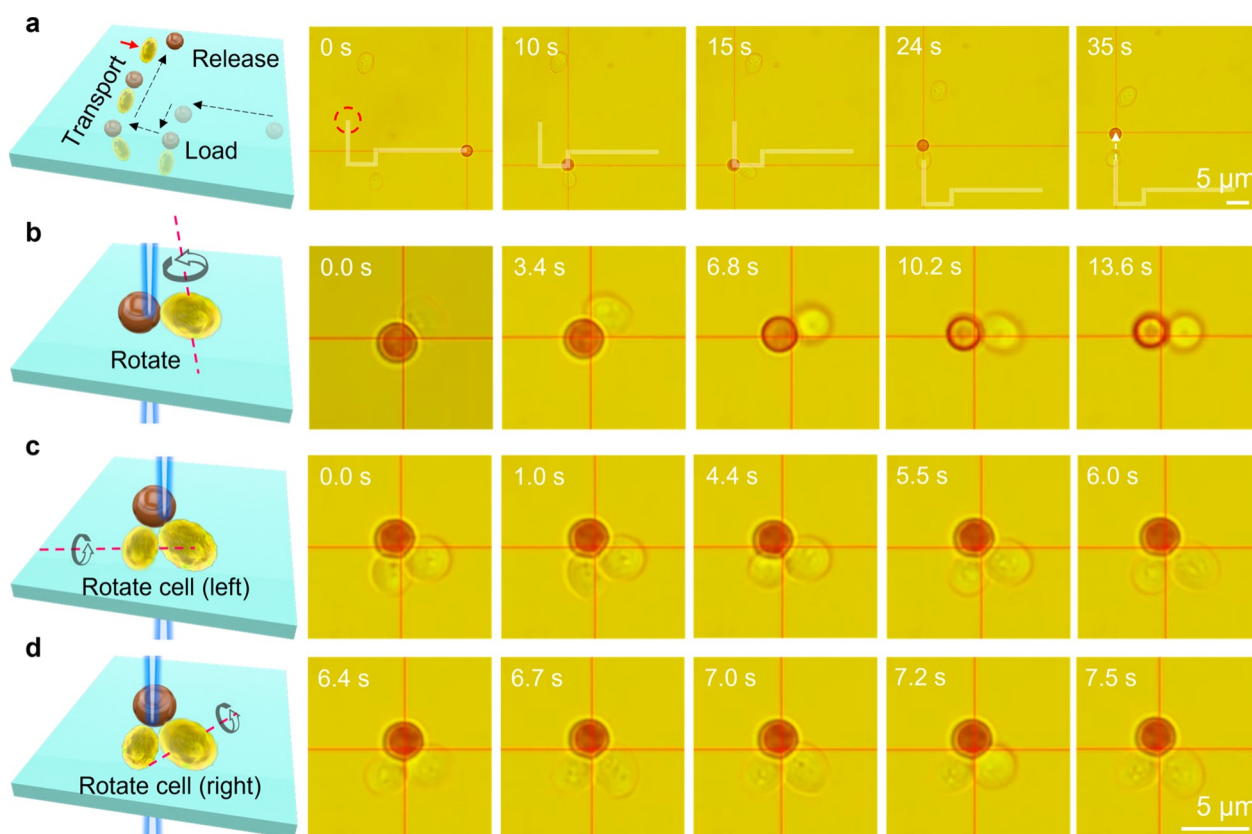 a
Transport
Release
Load
0 s
10 s
15 s
24 s
35 s
5 μm
b
Rotate
0.0 s
3.4 s
6.8 s
10.2 s
13.6 s
c
Rotate cell (left)
0.0 s
1.0 s
4.4 s
5.5 s
6.0 s
d
Rotate cell (right)
6.4 s
6.7 s
7.0 s
7.2 s
7.5 s
5 μm